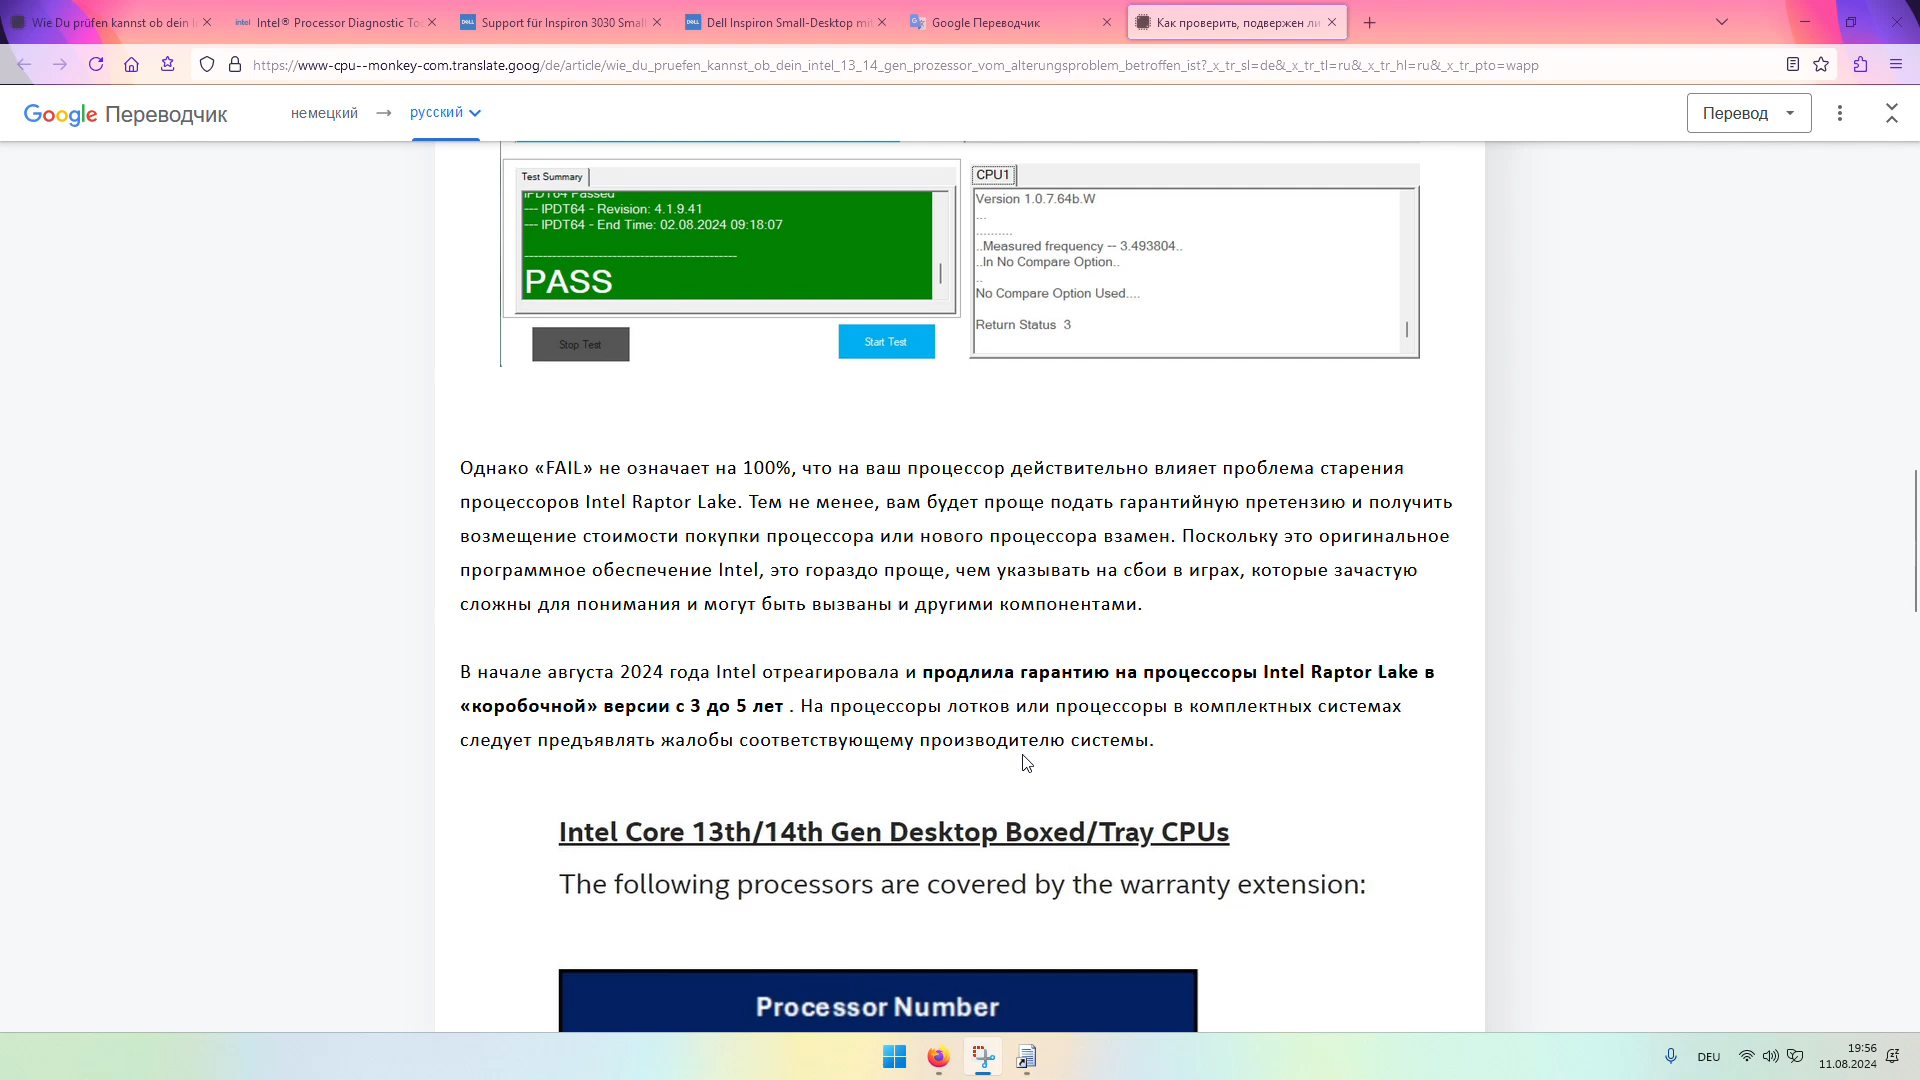 Wie Du prüfen kannst ob dein
Intel® Processor Diagnostic To
Support für Inspiron 3030 Small
Dell Inspiron Small-Desktop mi
Google Переводчик
Как проверить, подвержен ли
https://www-cpu--monkey-com.translate.goog/de/article/wie_du_pruefen_kannst_ob_dein_intel_13_14_gen_prozessor_vom_alterungsproblem_betroffen_ist?_x_tr_sl=de&_x_tr_tl=ru&_x_tr_hl=ru&_x_tr_pto=wapp
Google Переводчик
немецкий → русский
Перевод
Test Summary
IPDT64 Passed
--- IPDT64 - Revision: 4.1.9.41
--- IPDT64 - End Time: 02.08.2024 09:18:07
----------------------------------------------
PASS
Stop Test
Start Test
CPU1
Version 1.0.7.64b.W
...
..........
..Measured frequency -- 3.493804..
..In No Compare Option..
..
No Compare Option Used....
Return Status 3
Однако «FAIL» не означает на 100%, что на ваш процессор действительно влияет проблема старения
процессоров Intel Raptor Lake. Тем не менее, вам будет проще подать гарантийную претензию и получить
возмещение стоимости покупки процессора или нового процессора взамен. Поскольку это оригинальное
программное обеспечение Intel, это гораздо проще, чем указывать на сбои в играх, которые зачастую
сложны для понимания и могут быть вызваны и другими компонентами.
В начале августа 2024 года Intel отреагировала и продлила гарантию на процессоры Intel Raptor Lake в
«коробочной» версии с 3 до 5 лет . На процессоры лотков или процессоры в комплектных системах
следует предъявлять жалобы соответствующему производителю системы.
Intel Core 13th/14th Gen Desktop Boxed/Tray CPUs
The following processors are covered by the warranty extension:
Processor Number
DEU
19:56
11.08.2024